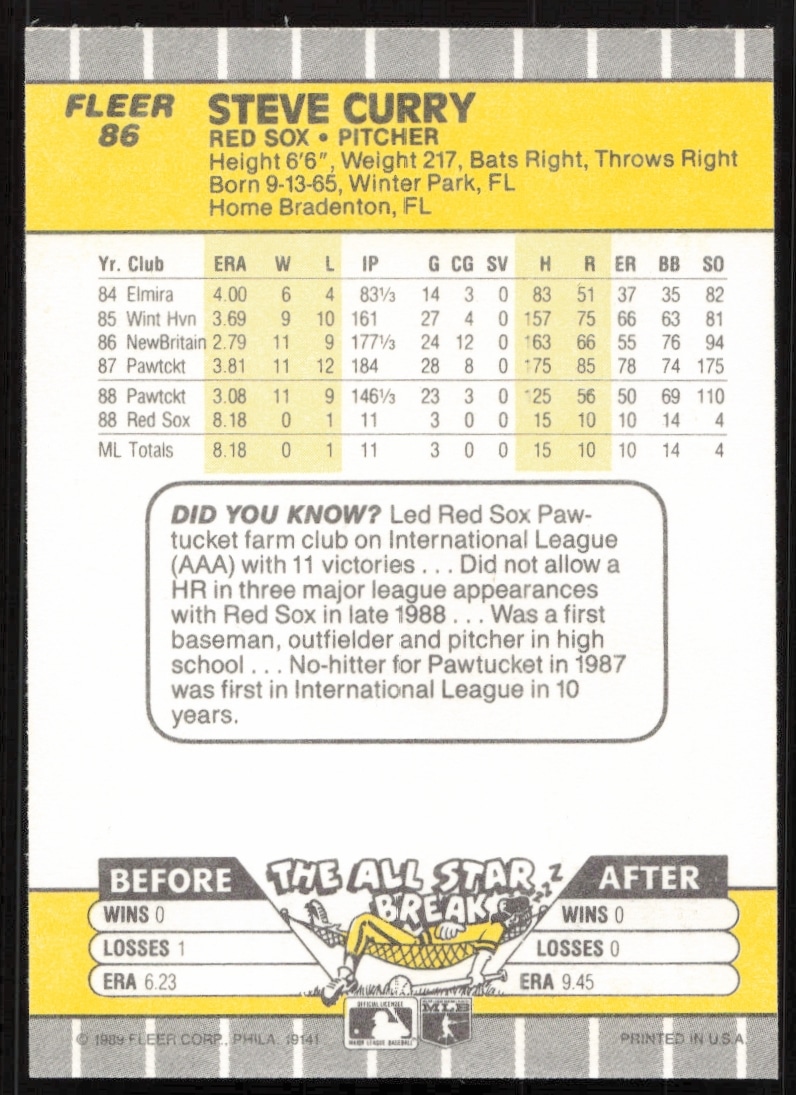 FLEER
86
STEVE CURRY
RED SOX • PITCHER
Height 6'6", Weight 217, Bats Right, Throws Right
Born 9-13-65, Winter Park, FL
Home Bradenton, FL
Yr. Club ERA W L IP G CG SV H R ER BB SO
84 Elmira 4.00 6 4 83⅓ 14 3 0 83 51 37 35 82
85 Wint Hvn 3.69 9 10 161 27 4 0 157 75 66 63 81
86 NewBritain 2.79 11 9 177⅓ 24 12 0 163 66 55 76 94
87 Pawtckt 3.81 11 12 184 28 8 0 175 85 78 74 175
88 Pawtckt 3.08 11 9 146⅓ 23 3 0 125 56 50 69 110
88 Red Sox 8.18 0 1 11 3 0 0 15 10 10 14 4
ML Totals 8.18 0 1 11 3 0 0 15 10 10 14 4
DID YOU KNOW? Led Red Sox Paw-
tucket farm club on International League
(AAA) with 11 victories . . . Did not allow a
HR in three major league appearances
with Red Sox in late 1988 . . . Was a first
baseman, outfielder and pitcher in high
school . . . No-hitter for Pawtucket in 1987
was first in International League in 10
years.
THE ALL STAR
BREAK
Z Z Z Z
BEFORE
WINS 0
LOSSES 1
ERA 6.23
AFTER
WINS 0
LOSSES 0
ERA 9.45
OFFICIAL LICENSEE
MAJOR LEAGUE BASEBALL
MLB
© 1989 FLEER CORP., PHILA. 19141
PRINTED IN U.S.A.